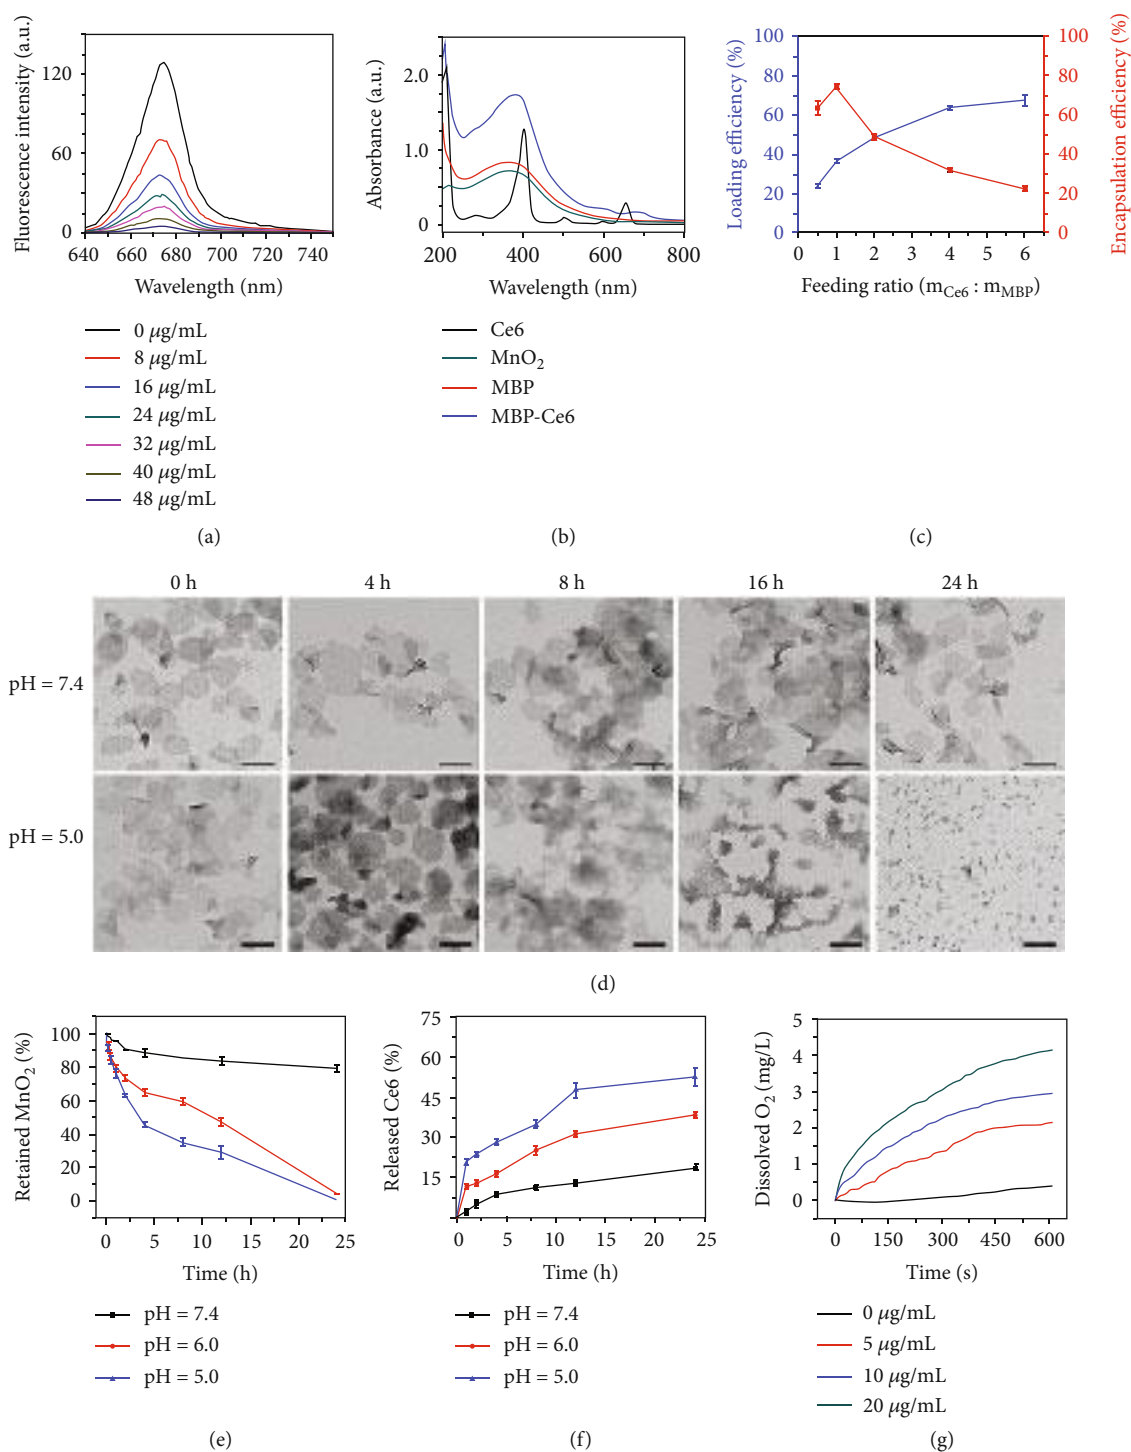 Fluorescence intensity (a.u.)
120
60
0
640 660 680 700 720 740
Wavelength (nm)
0 μg/mL
8 μg/mL
16 μg/mL
24 μg/mL
32 μg/mL
40 μg/mL
48 μg/mL
(a)
Absorbance (a.u.)
2.0
1.0
0
200 400 600 800
Wavelength (nm)
Ce6
MnO₂
MBP
MBP-Ce6
(b)
Loading efficiency (%)
100
80
60
40
20
0
0 1 2 3 4 5 6
Feeding ratio (m_Ce6 : m_MBP)
100
80
60
40
20
0
Encapsulation efficiency (%)
(c)
0 h 4 h 8 h 16 h 24 h
pH = 7.4
pH = 5.0
(d)
Retained MnO₂ (%)
100
80
60
40
20
0
0 5 10 15 20 25
Time (h)
pH = 7.4
pH = 6.0
pH = 5.0
(e)
Released Ce6 (%)
75
60
45
30
15
0 5 10 15 20 25
Time (h)
pH = 7.4
pH = 6.0
pH = 5.0
(f)
Dissolved O₂ (mg/L)
5
4
3
2
1
0
0 150 300 450 600
Time (s)
0 μg/mL
5 μg/mL
10 μg/mL
20 μg/mL
(g)